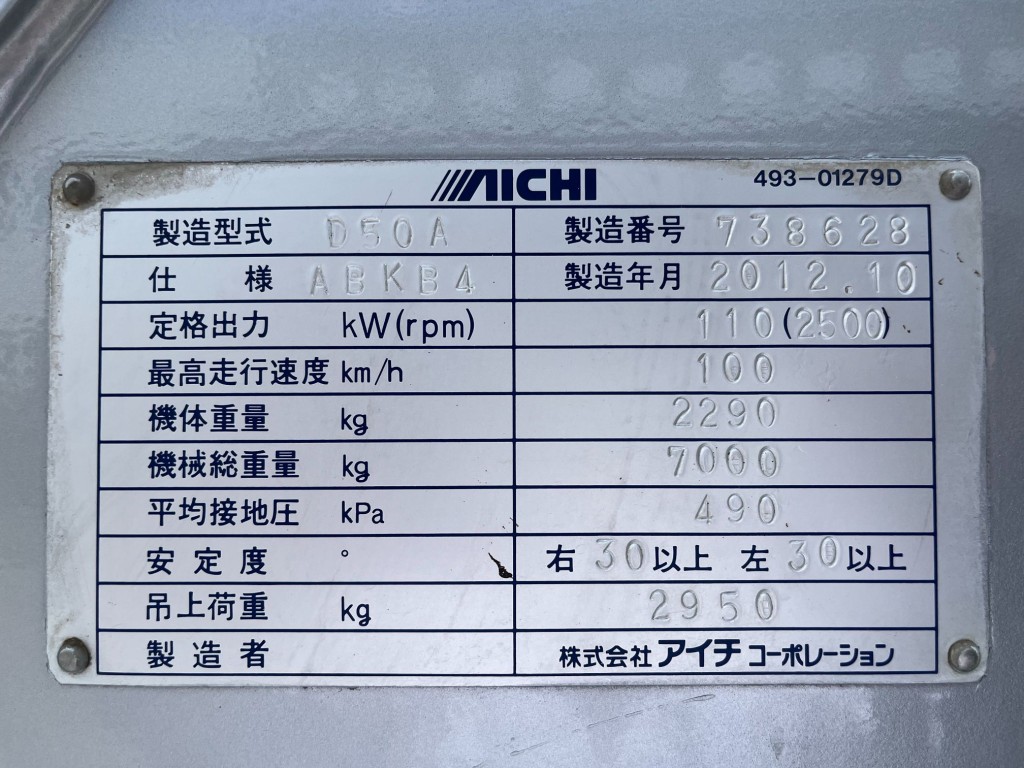 AICHI 493-01279D
製造型式 D50A 製造番号 738628
仕様 ABKB4 製造年月 2012.10
定格出力 kW(rpm) 110(2500)
最高走行速度 km/h 100
機体重量 kg 2290
機械総重量 kg 7000
平均接地圧 kPa 490
安定度 ° 右30以上 左30以上
吊上荷重 kg 2950
製造者 株式会社アイチコーポレーション